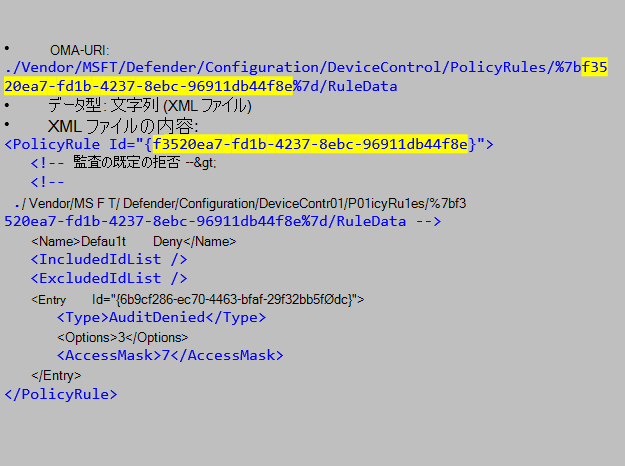 • OMA-URI:
./Vendor/MSFT/Defender/Configuration/DeviceControl/PolicyRules/%7bf35
20ea7-fd1b-4237-8ebc-96911db44f8e%7d/RuleData
• データ型: 文字列 (XML ファイル)
• XML ファイルの内容:
<PolicyRule Id="{f3520ea7-fd1b-4237-8ebc-96911db44f8e}">
<!-- 監査の既定の拒否 --&gt;
<!--
./ Vendor/MS F T/ Defender/Configuration/DeviceContr01/P01icyRu1es/%7bf3
520ea7-fd1b-4237-8ebc-96911db44f8e%7d/RuleData -->
<Name>Defau1t Deny</Name>
<IncludedIdList />
<ExcludedIdList />
<Entry Id="{6b9cf286-ec70-4463-bfaf-29f32bb5fØdc}">
<Type>AuditDenied</Type>
<Options>3</Options>
<AccessMask>7</AccessMask>
</Entry>
</PolicyRule>